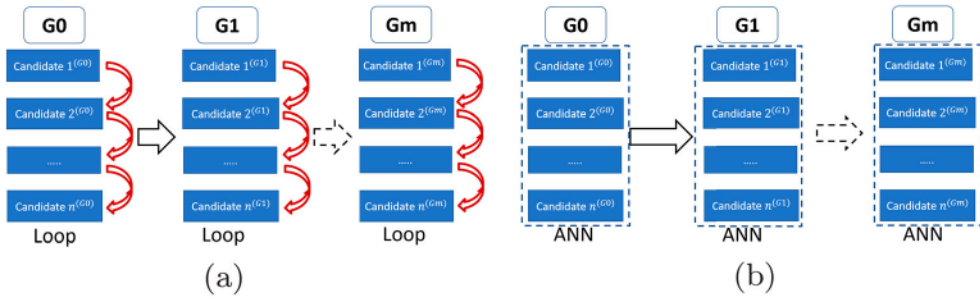 G0 G1 Gm G0 G1 Gm
Candidate 1^(G0) Candidate 1^(G1) Candidate 1^(Gm) Candidate 1^(G0) Candidate 1^(G1) Candidate 1^(Gm)
Candidate 2^(G0) Candidate 2^(G1) Candidate 2^(Gm) Candidate 2^(G0) Candidate 2^(G1) Candidate 2^(Gm)
..... ..... ..... ..... ..... .....
Candidate n^(G0) Candidate n^(G1) Candidate n^(Gm) Candidate n^(G0) Candidate n^(G1) Candidate n^(Gm)
Loop Loop Loop ANN ANN ANN
(a) (b)